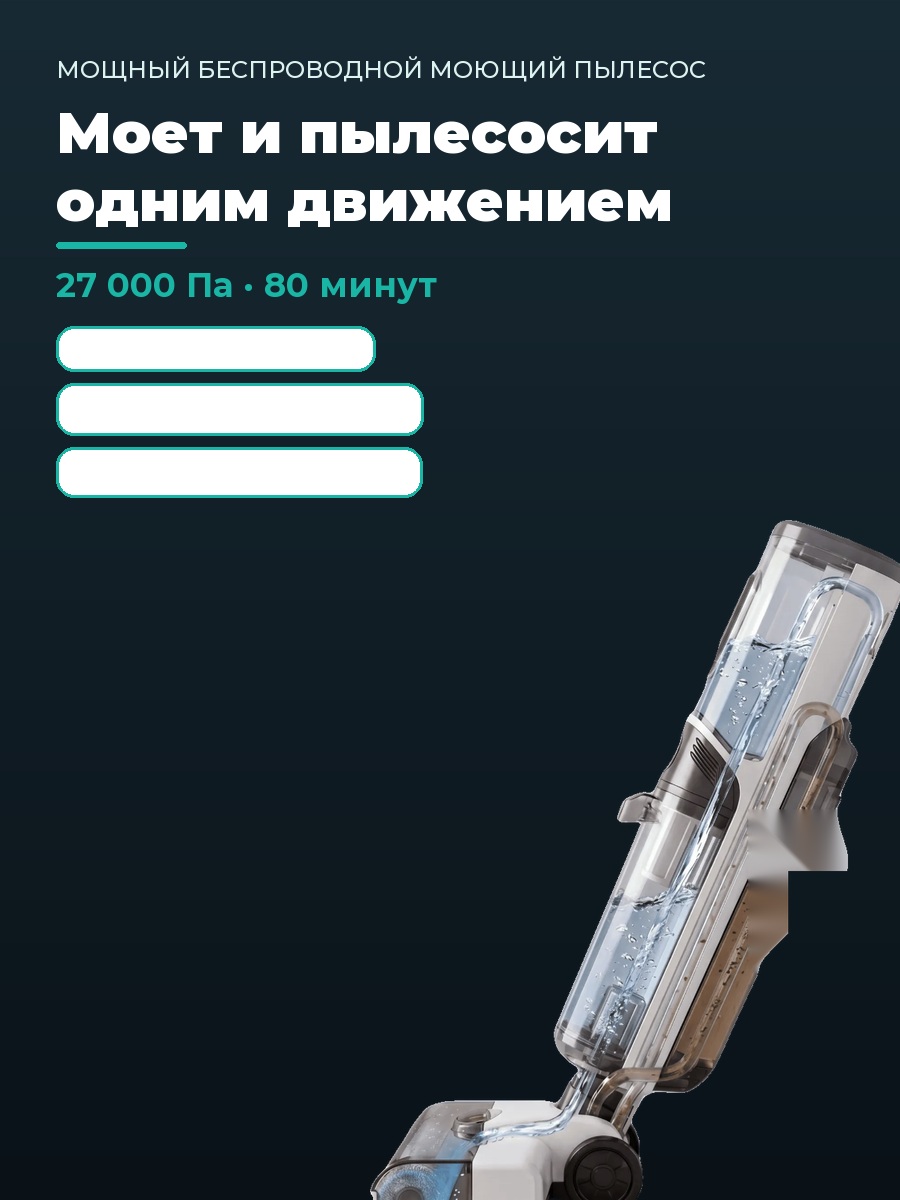 МОЩНЫЙ БЕСПРОВОДНОЙ МОЮЩИЙ ПЫЛЕСОС
Моет и пылесосит
одним движением
27 000 Па · 80 минут